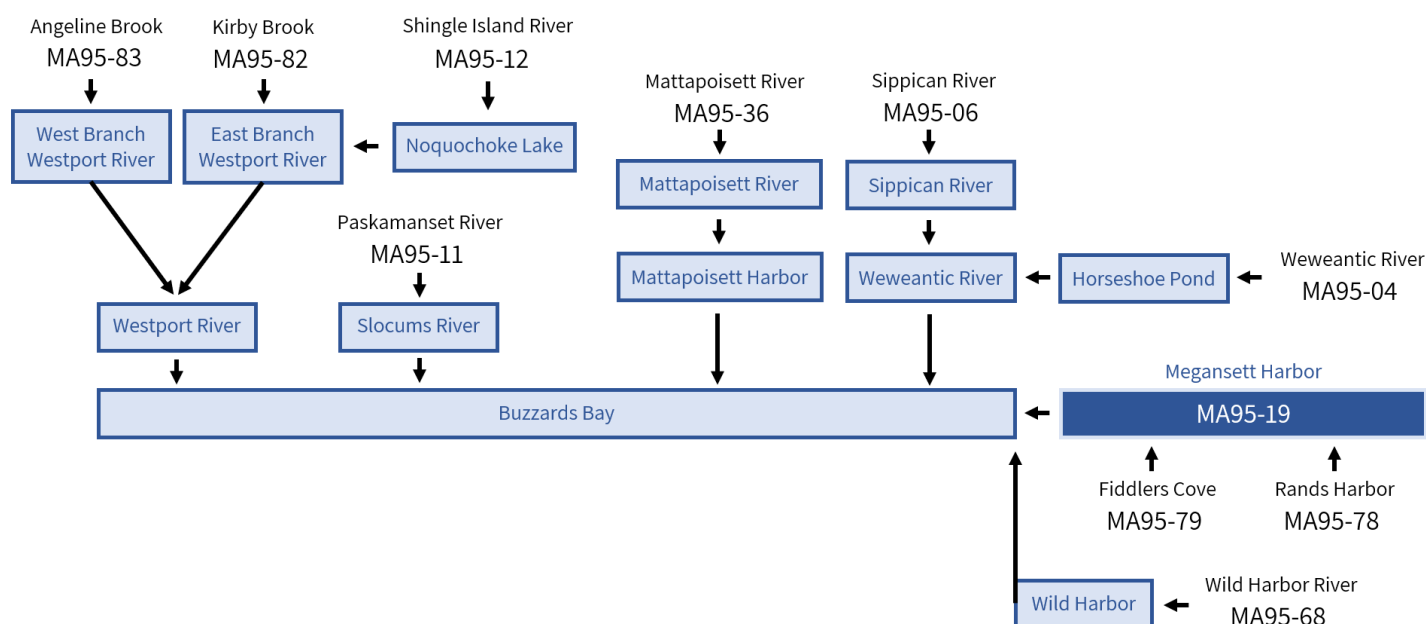 Angeline Brook
MA95-83
Kirby Brook
MA95-82
Shingle Island River
MA95-12
Mattapoisett River
MA95-36
Sippican River
MA95-06
West Branch
Westport River
East Branch
Westport River
Noquochoke Lake
Mattapoisett River
Sippican River
Paskamanset River
MA95-11
Mattapoisett Harbor
Weweantic River
Horseshoe Pond
Weweantic River
MA95-04
Westport River
Slocums River
Megansett Harbor
Buzzards Bay
MA95-19
Fiddlers Cove
MA95-79
Rands Harbor
MA95-78
Wild Harbor
Wild Harbor River
MA95-68